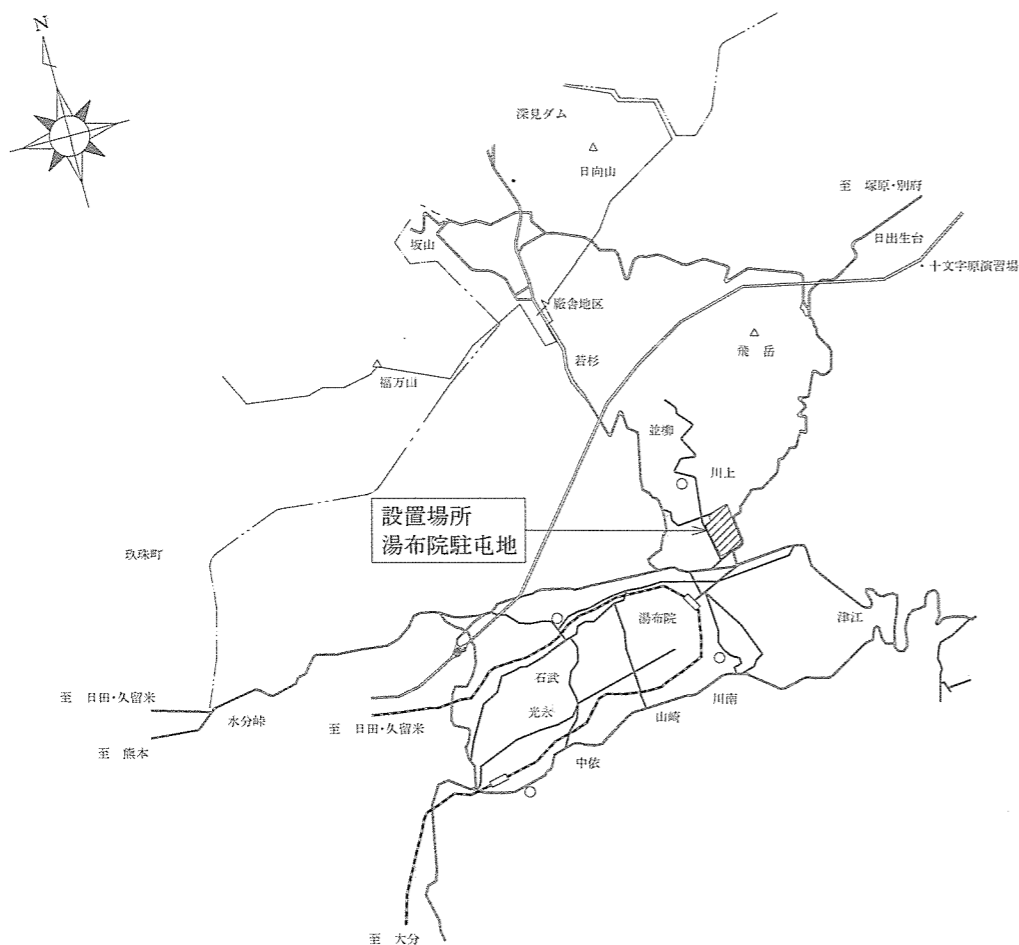 N
深見ダム
日向山
至 塚原・別府
日出生台
・十文字原演習場
坂山
廠舎地区
飛岳
若杉
福万山
並柳
川上
設置場所
湯布院駐屯地
玖珠町
湯布院
津江
石武
川南
至 日田・久留米
光永
山崎
水分峠
至 日田・久留米
至 熊本
中依
至 大分